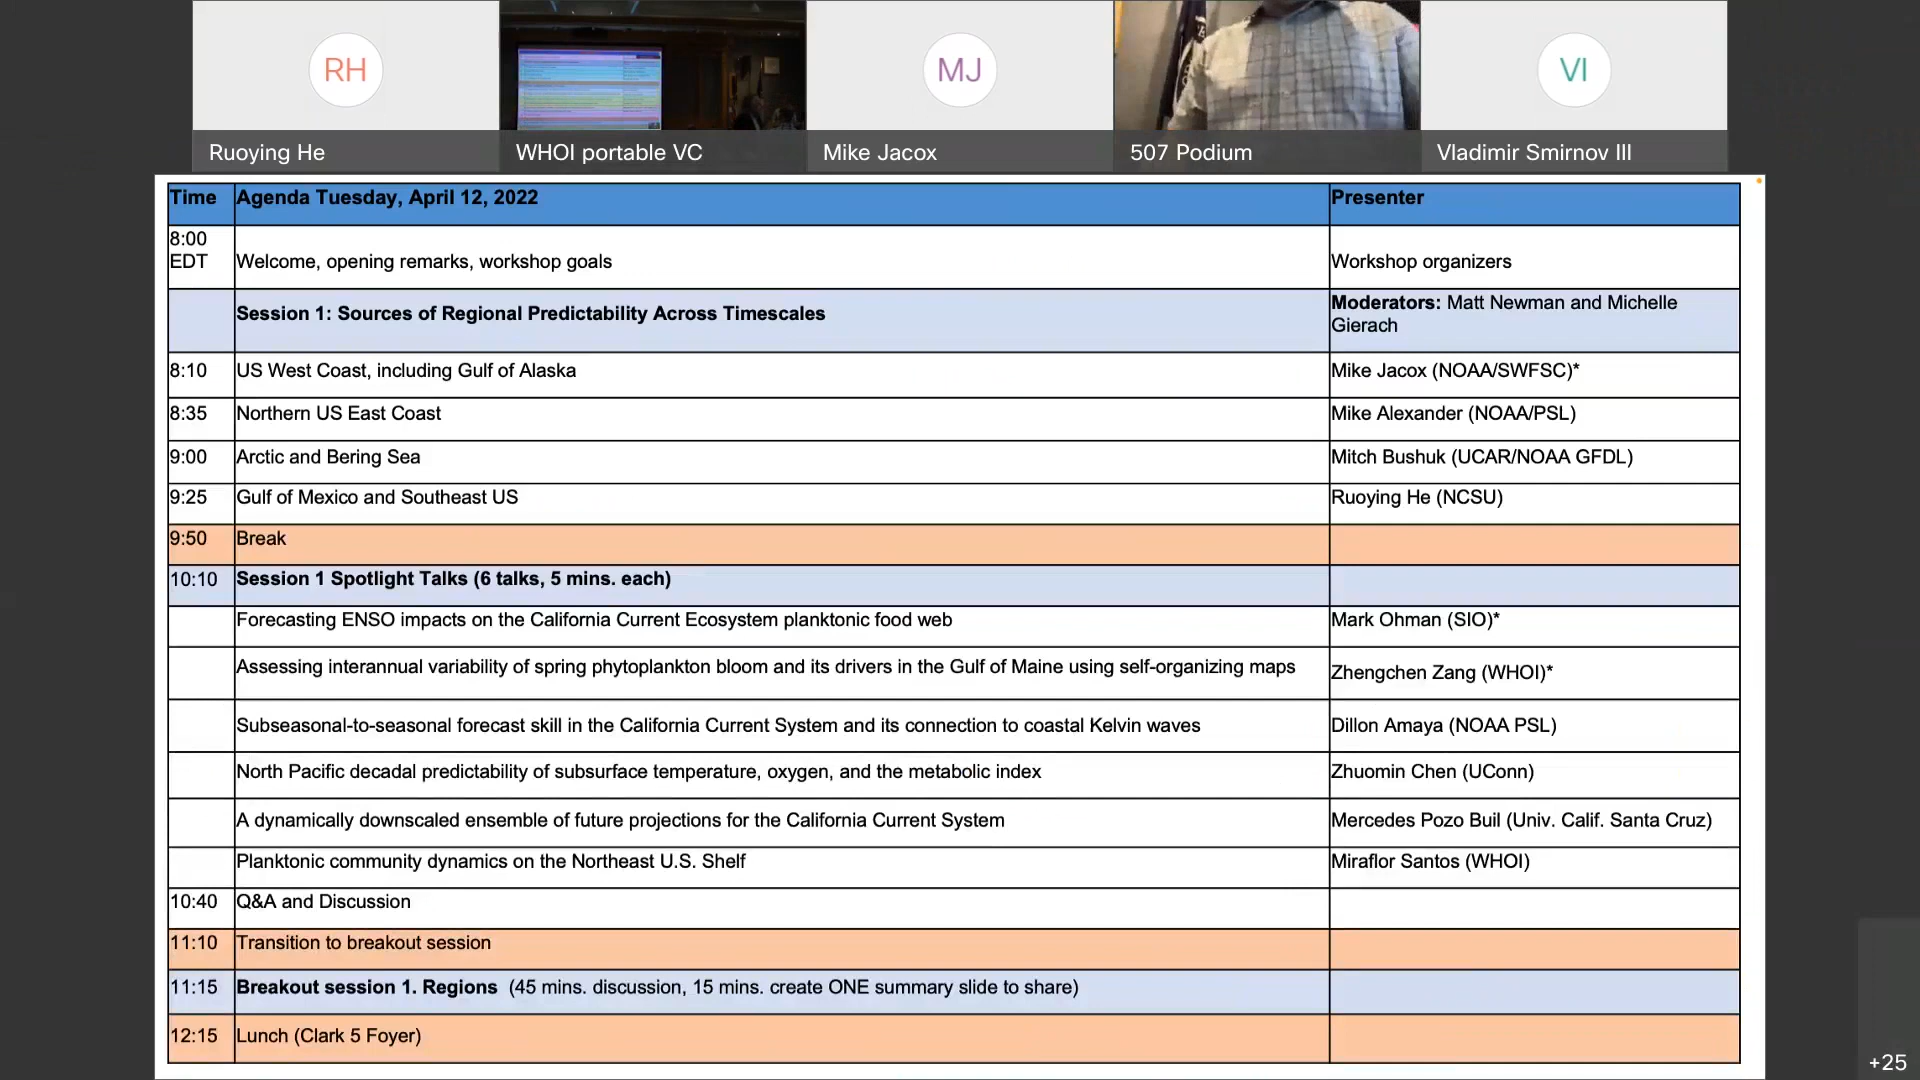 RH
MJ
VI
Ruoying He
WHOI portable VC
Mike Jacox
507 Podium
Vladimir Smirnov III
Time Agenda Tuesday, April 12, 2022 Presenter
8:00
EDT Welcome, opening remarks, workshop goals Workshop organizers
Session 1: Sources of Regional Predictability Across Timescales Moderators: Matt Newman and Michelle
Gierach
8:10 US West Coast, including Gulf of Alaska Mike Jacox (NOAA/SWFSC)*
8:35 Northern US East Coast Mike Alexander (NOAA/PSL)
9:00 Arctic and Bering Sea Mitch Bushuk (UCAR/NOAA GFDL)
9:25 Gulf of Mexico and Southeast US Ruoying He (NCSU)
9:50 Break
10:10 Session 1 Spotlight Talks (6 talks, 5 mins. each)
Forecasting ENSO impacts on the California Current Ecosystem planktonic food web Mark Ohman (SIO)*
Assessing interannual variability of spring phytoplankton bloom and its drivers in the Gulf of Maine using self-organizing maps Zhengchen Zang (WHOI)*
Subseasonal-to-seasonal forecast skill in the California Current System and its connection to coastal Kelvin waves Dillon Amaya (NOAA PSL)
North Pacific decadal predictability of subsurface temperature, oxygen, and the metabolic index Zhuomin Chen (UConn)
A dynamically downscaled ensemble of future projections for the California Current System Mercedes Pozo Buil (Univ. Calif. Santa Cruz)
Planktonic community dynamics on the Northeast U.S. Shelf Miraflor Santos (WHOI)
10:40 Q&A and Discussion
11:10 Transition to breakout session
11:15 Breakout session 1. Regions (45 mins. discussion, 15 mins. create ONE summary slide to share)
12:15 Lunch (Clark 5 Foyer)
+25